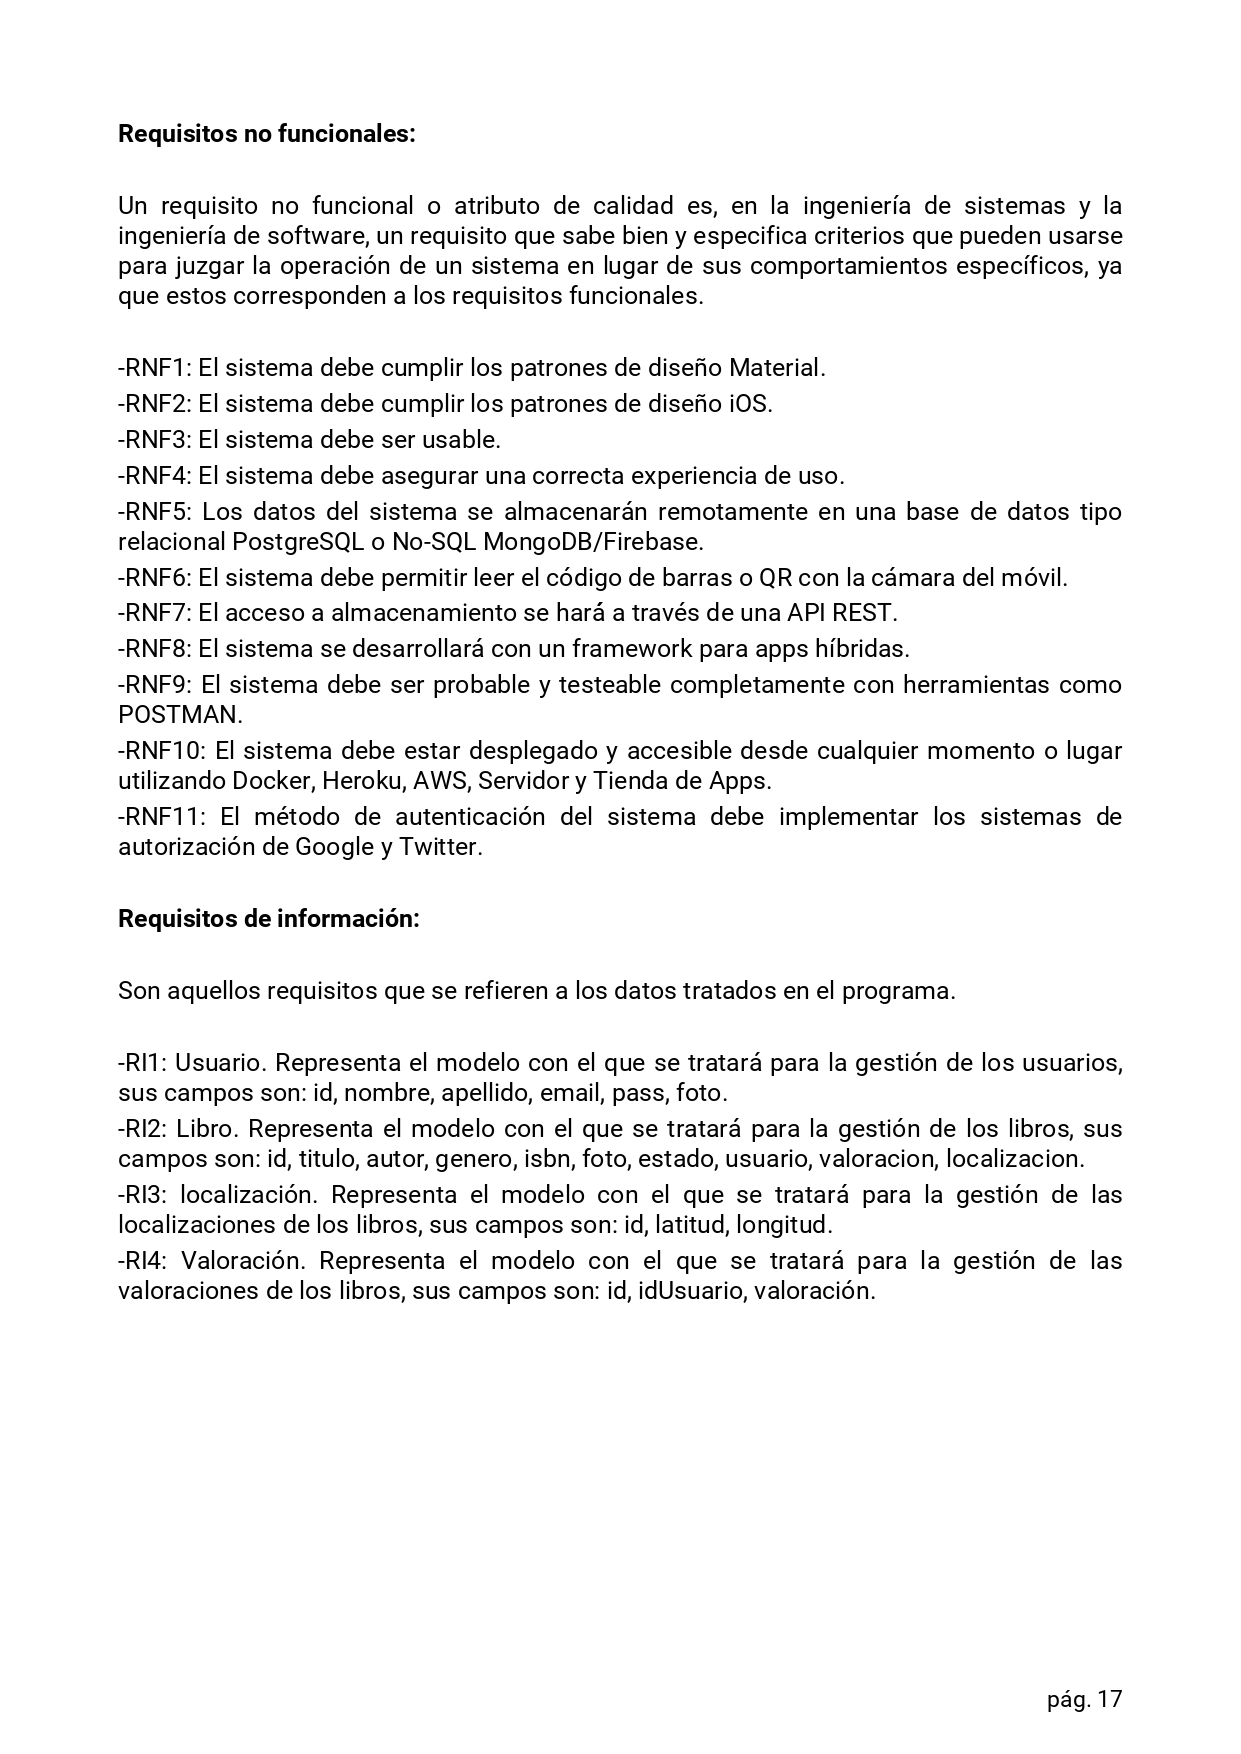 Requisitos no funcionales:
Un requisito no funcional o atributo de calidad es, en la ingeniería de sistemas y la
ingeniería de software, un requisito que sabe bien y especifica criterios que pueden usarse
para juzgar la operación de un sistema en lugar de sus comportamientos específicos, ya
que estos corresponden a los requisitos funcionales.
-RNF1: El sistema debe cumplir los patrones de diseño Material.
-RNF2: El sistema debe cumplir los patrones de diseño iOS.
-RNF3: El sistema debe ser usable.
-RNF4: El sistema debe asegurar una correcta experiencia de uso.
-RNF5: Los datos del sistema se almacenarán remotamente en una base de datos tipo
relacional PostgreSQL o No-SQL MongoDB/Firebase.
-RNF6: El sistema debe permitir leer el código de barras o QR con la cámara del móvil.
-RNF7: El acceso a almacenamiento se hará a través de una API REST.
-RNF8: El sistema se desarrollará con un framework para apps híbridas.
-RNF9: El sistema debe ser probable y testeable completamente con herramientas como
POSTMAN.
-RNF10: El sistema debe estar desplegado y accesible desde cualquier momento o lugar
utilizando Docker, Heroku, AWS, Servidor y Tienda de Apps.
-RNF11: El método de autenticación del sistema debe implementar los sistemas de
autorización de Google y Twitter.
Requisitos de información:
Son aquellos requisitos que se refieren a los datos tratados en el programa.
-RI1: Usuario. Representa el modelo con el que se tratará para la gestión de los usuarios,
sus campos son: id, nombre, apellido, email, pass, foto.
-RI2: Libro. Representa el modelo con el que se tratará para la gestión de los libros, sus
campos son: id, titulo, autor, genero, isbn, foto, estado, usuario, valoracion, localizacion.
-RI3: localización. Representa el modelo con el que se tratará para la gestión de las
localizaciones de los libros, sus campos son: id, latitud, longitud.
-RI4: Valoración. Representa el modelo con el que se tratará para la gestión de las
valoraciones de los libros, sus campos son: id, idUsuario, valoración.
pág. 17